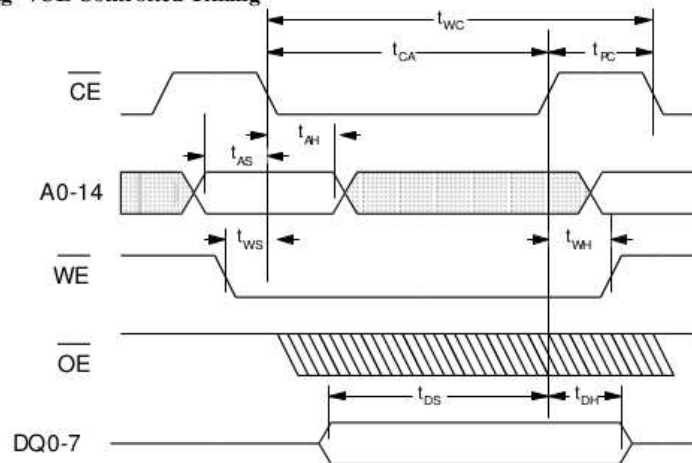 /CE Controlled Timing
tWC
tCA tPC
CE
tAH
tAS
A0-14
tWS tWH
WE
OE
tDS tDH
DQ0-7